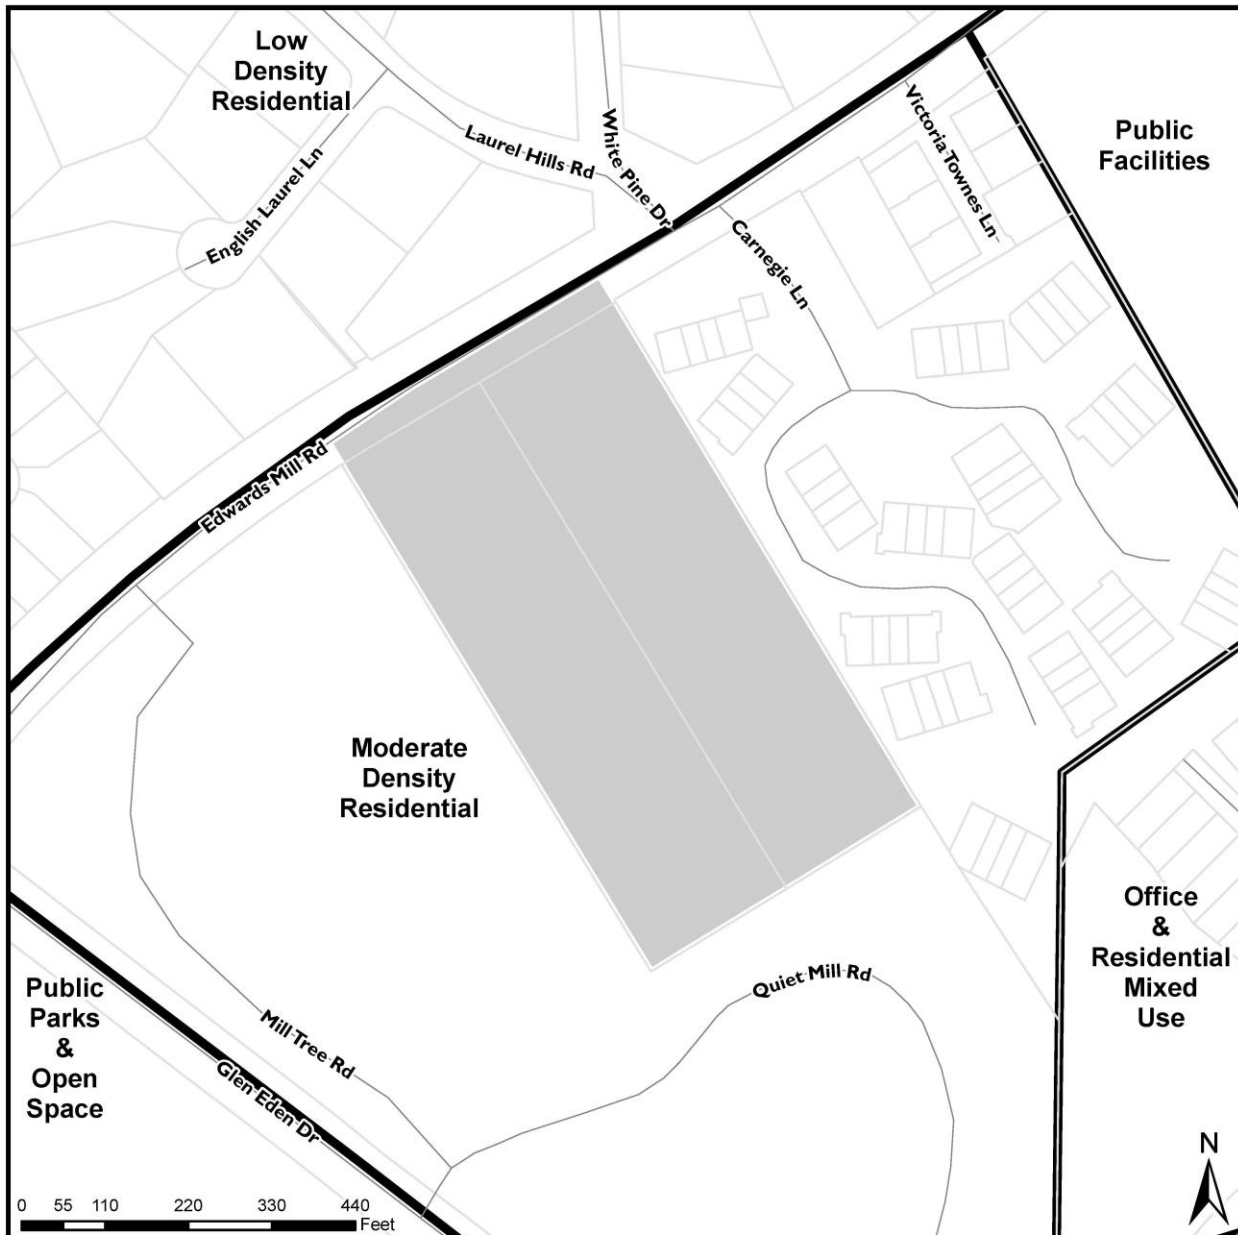 Low
Density
Residential
Laurel Hills Rd
White Pine Dr
Victoria Townes Ln
Public
Facilities
English Laurel Ln
Carnegie Ln
Edwards Mill Rd
Moderate
Density
Residential
Office
&
Residential
Mixed
Use
Quiet Mill Rd
Public
Parks
&
Open
Space
Mill Tree Rd
Glen Eden Dr
N
0 55 110 220 330 440
Feet